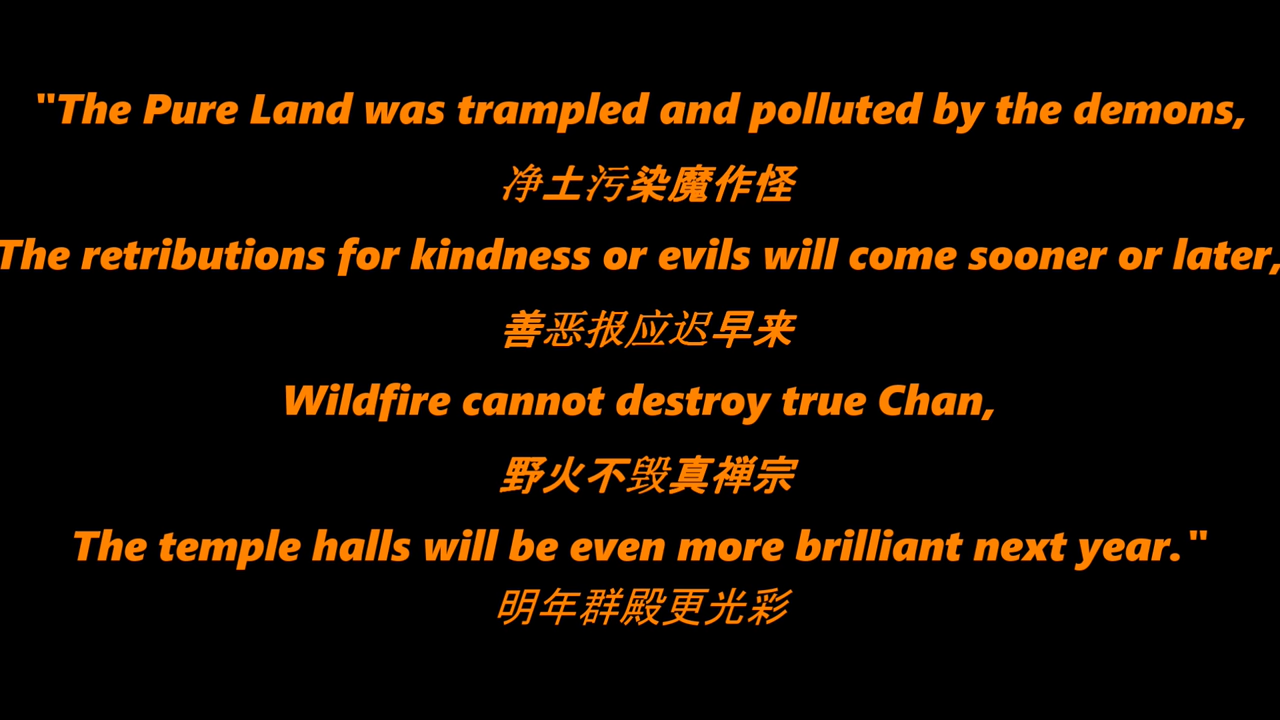 "The Pure Land was trampled and polluted by the demons,
净土污染魔作怪
The retributions for kindness or evils will come sooner or later,
善恶报应迟早来
Wildfire cannot destroy true Chan,
野火不毁真禅宗
The temple halls will be even more brilliant next year."
明年群殿更光彩